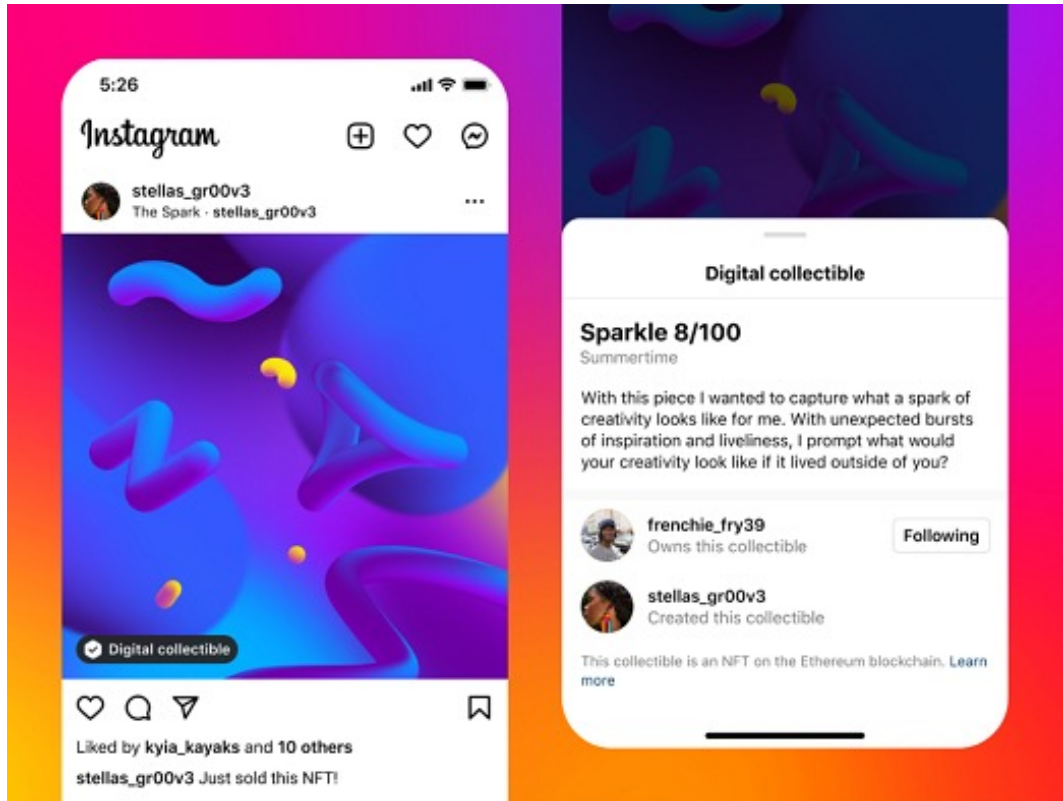 5:26
Instagram
stellas_gr00v3
The Spark · stellas_gr00v3
Digital collectible
Liked by kyia_kayaks and 10 others
stellas_gr00v3 Just sold this NFT!
Digital collectible
Sparkle 8/100
Summertime
With this piece I wanted to capture what a spark of
creativity looks like for me. With unexpected bursts
of inspiration and liveliness, I prompt what would
your creativity look like if it lived outside of you?
frenchie_fry39
Owns this collectible
Following
stellas_gr00v3
Created this collectible
This collectible is an NFT on the Ethereum blockchain. Learn
more